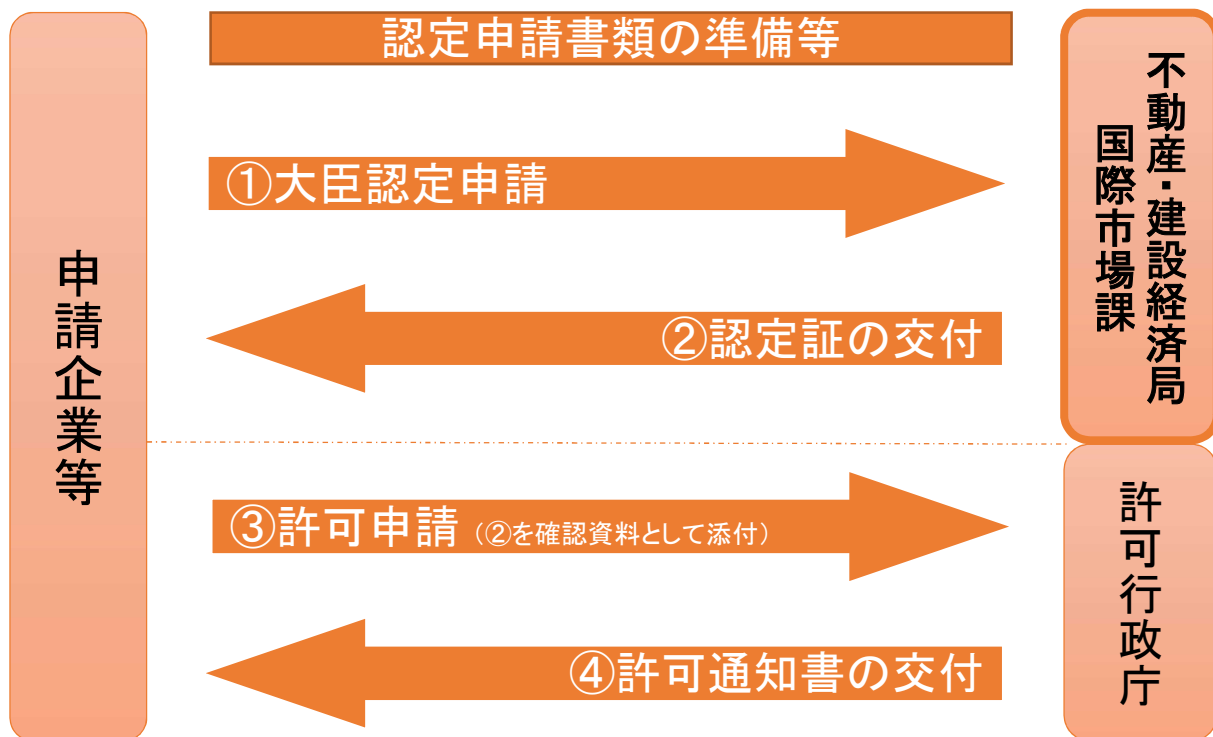 認定申請書類の準備等
申請企業等
①大臣認定申請
②認定証の交付
不動産・建設経済局
国際市場課
③許可申請（②を確認資料として添付）
④許可通知書の交付
許可行政庁